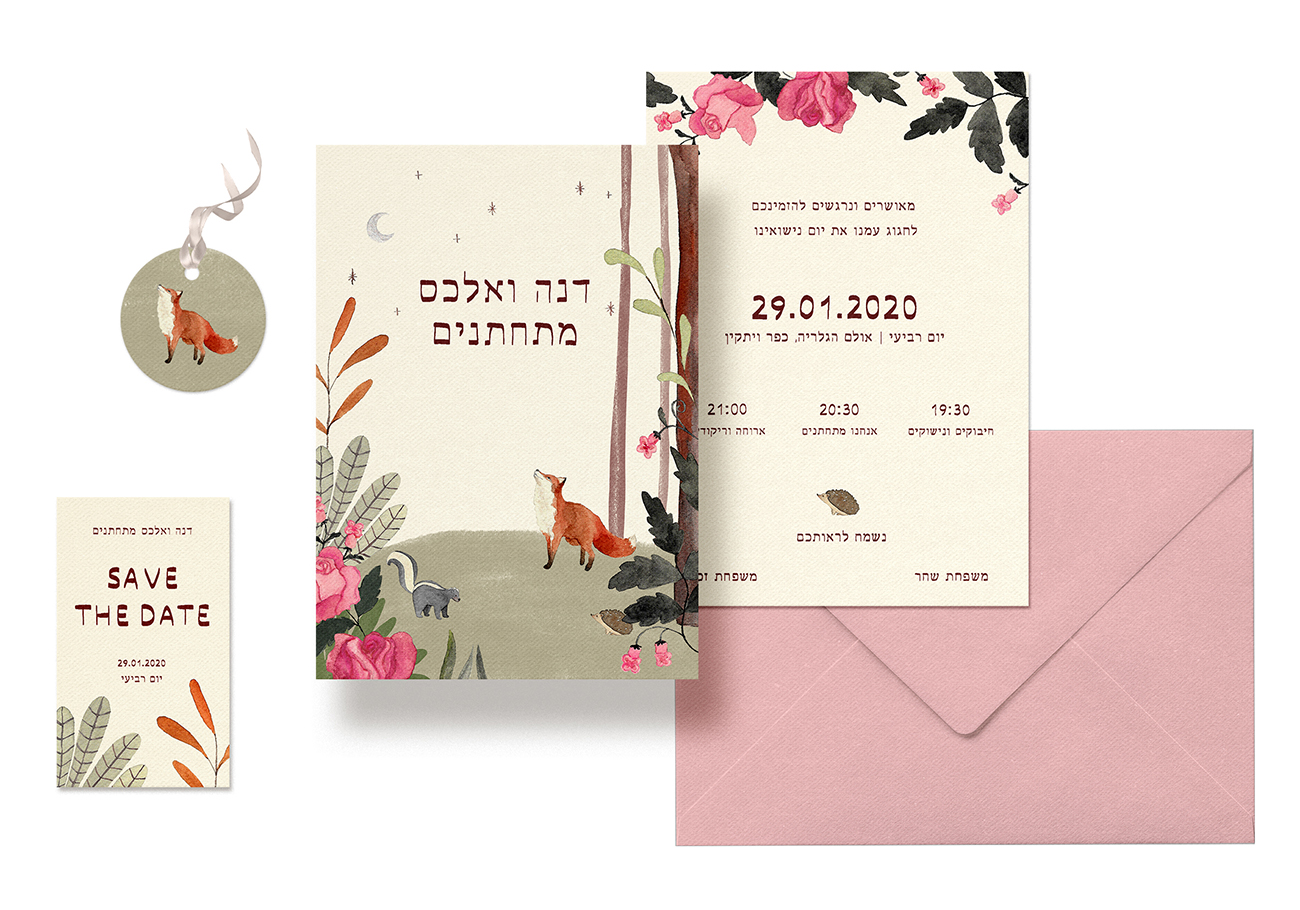 דנה ואלכס
מתחתנים
מאושרים ונרגשים להזמינכם
לחגוג עמנו את יום נישואינו
29.01.2020
יום רביעי | אולם הגלריה, כפר ויתקין
19:30 20:30 21:00
חיבוקים ונישוקים אנחנו מתחתנים ארוחה
נשמח לראותכם
משפחת שחר משפחת
דנה ואלכס מתחתנים
SAVE
THE DATE
29.01.2020
יום רביעי